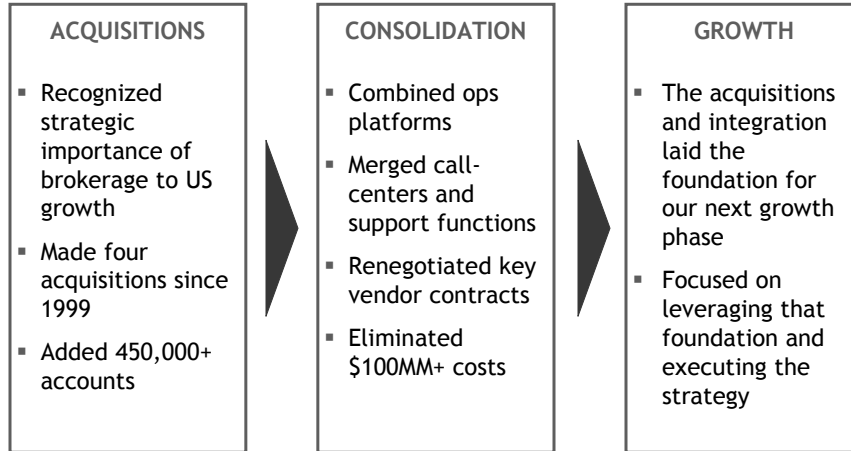 ACQUISITIONS
▪ Recognized
strategic
importance of
brokerage to US
growth
▪ Made four
acquisitions since
1999
▪ Added 450,000+
accounts
CONSOLIDATION
▪ Combined ops
platforms
▪ Merged call-
centers and
support functions
▪ Renegotiated key
vendor contracts
▪ Eliminated
$100MM+ costs
GROWTH
▪ The acquisitions
and integration
laid the
foundation for
our next growth
phase
▪ Focused on
leveraging that
foundation and
executing the
strategy